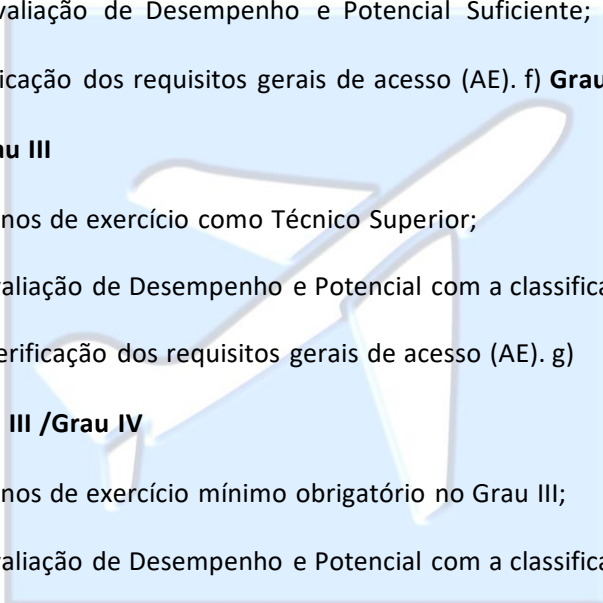 valiação de Desempenho e Potencial Suficiente;
icação dos requisitos gerais de acesso (AE). f) Grau
au III
nos de exercício como Técnico Superior;
valiação de Desempenho e Potencial com a classifica
erificação dos requisitos gerais de acesso (AE). g)
III /Grau IV
nos de exercício mínimo obrigatório no Grau III;
valiação de Desempenho e Potencial com a classifica